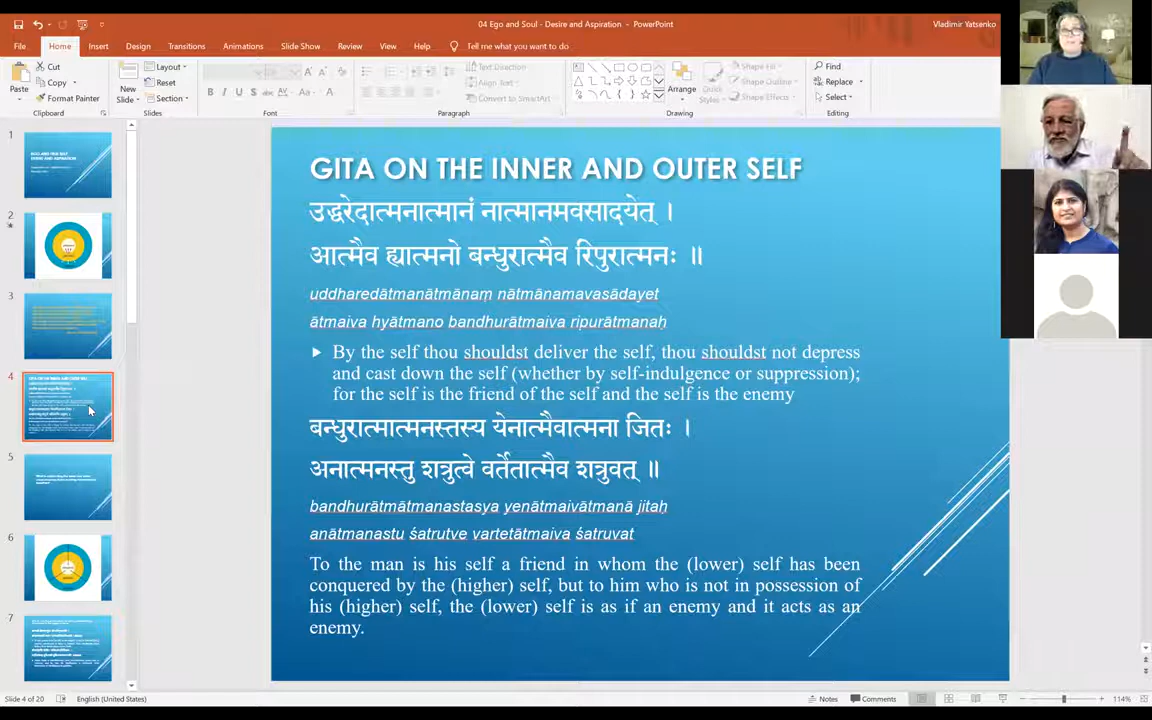 04 Ego and Soul - Desire and Aspiration - PowerPoint
Vladimir Yatsenko
File Home Insert Design Transitions Animations Slide Show Review View Help Tell me what you want to do
Paste
Cut
Copy
Format Painter
Clipboard
New Slide
Layout
Reset
Section
Slides
Font
Text Direction
Align Text
Convert to SmartArt
Paragraph
Arrange
Quick Styles
Shape Fill
Shape Outline
Shape Effects
Drawing
Find
Replace
Select
Editing
1
2
3
4
5
6
7
GITA ON THE INNER AND OUTER SELF
उद्धरेदात्मनात्मानं नात्मानमवसादयेत् ।
आत्मैव ह्यात्मनो बन्धुरात्मैव रिपुरात्मनः ॥
uddharedātmanātmānaṃ nātmānamavasādayet
ātmaiva hyātmano bandhurātmaiva ripurātmanaḥ
By the self thou shouldst deliver the self, thou shouldst not depress
and cast down the self (whether by self-indulgence or suppression);
for the self is the friend of the self and the self is the enemy
बन्धुरात्मात्मनस्तस्य येनात्मैवात्मना जितः ।
अनात्मनस्तु शत्रुत्वे वर्तेतात्मैव शत्रुवत् ॥
bandhurātmātmanastasya yenātmaivātmanā jitaḥ
anātmanastu śatrutve vartetātmaiva śatruvat
To the man is his self a friend in whom the (lower) self has been
conquered by the (higher) self, but to him who is not in possession of
his (higher) self, the (lower) self is as if an enemy and it acts as an
enemy.
Slide 4 of 20 English (United States) Notes Comments 114%